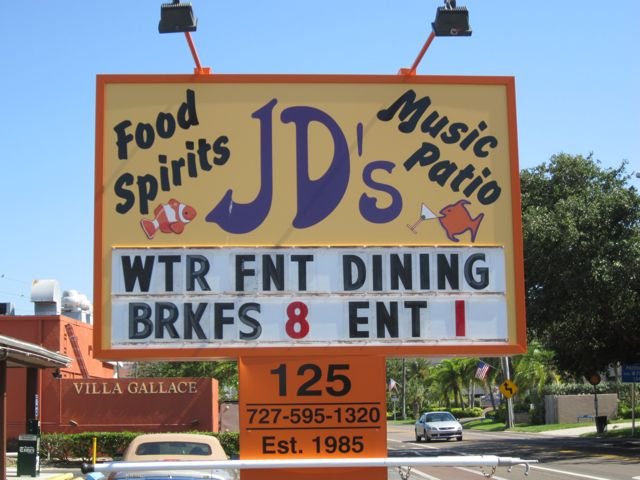 Food
Spirits
JD's
Music
Patio
WTR FNT DINING
BRKFS 8 ENT 1
125
727-595-1320
Est. 1985
VILLA GALLACE